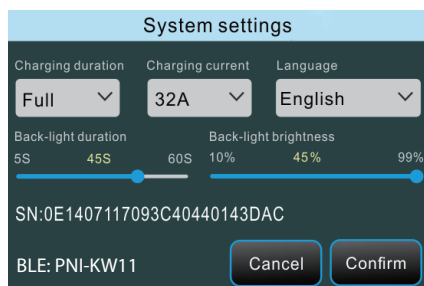 System settings
Charging duration Charging current Language
Full 32A English
Back-light duration Back-light brightness
5S 45S 60S 10% 45% 99%
SN:0E1407117093C40440143DAC
BLE: PNI-KW11 Cancel Confirm